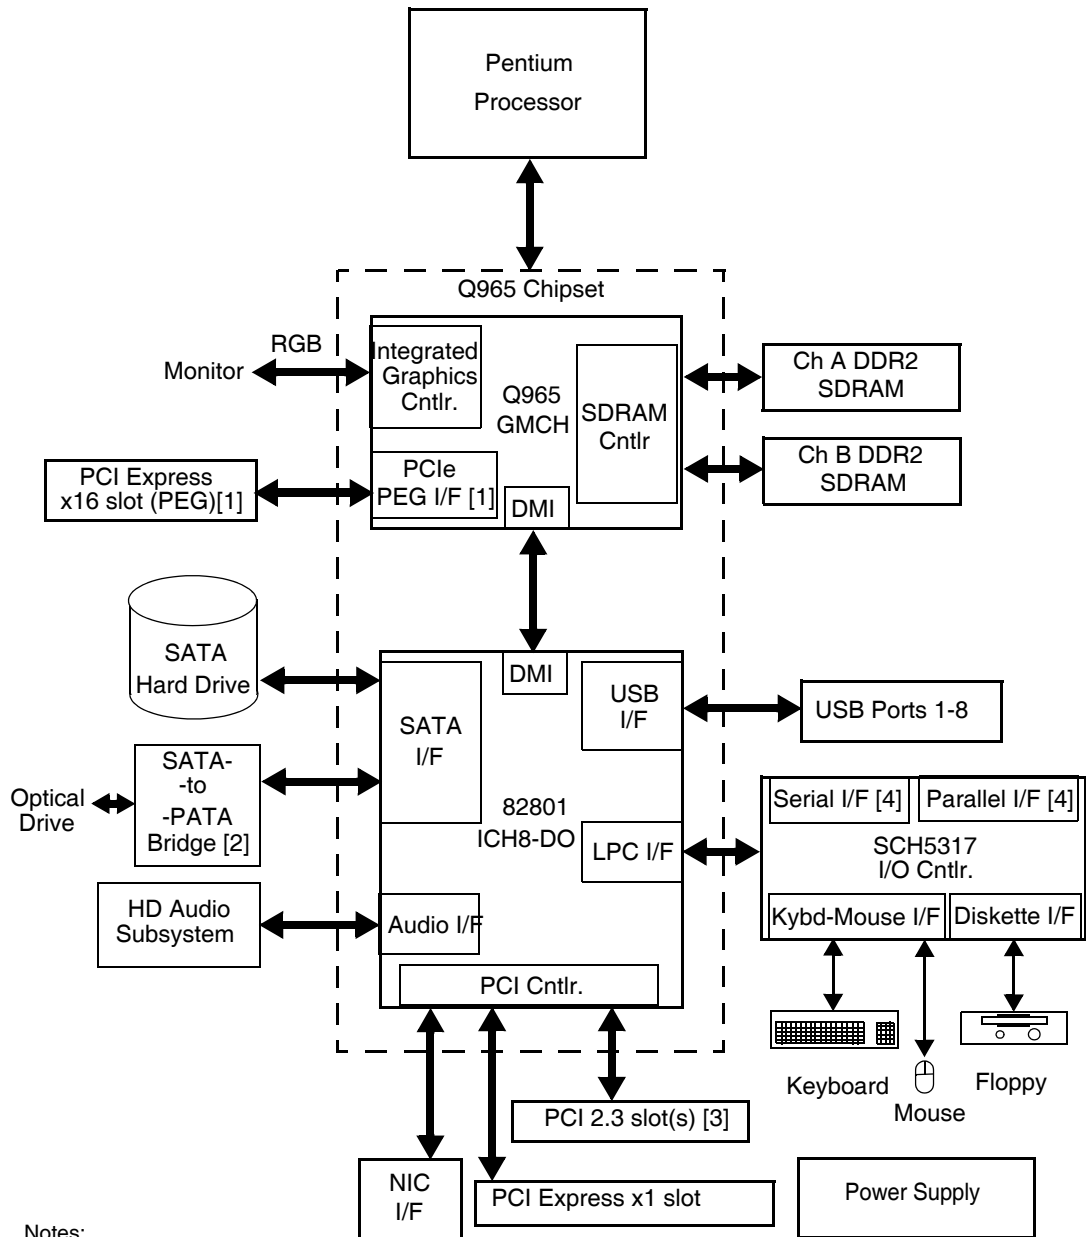 Pentium
Processor
Q965 Chipset
RGB
Monitor
Integrated
Graphics
Cntlr.
Q965
GMCH
SDRAM
Cntlr
Ch A DDR2
SDRAM
Ch B DDR2
SDRAM
PCI Express
x16 slot (PEG)[1]
PCIe
PEG I/F [1]
DMI
SATA
Hard Drive
DMI
SATA
I/F
USB
I/F
USB Ports 1-8
Optical
Drive
SATA-
-to
-PATA
Bridge [2]
82801
ICH8-DO
LPC I/F
Serial I/F [4]
Parallel I/F [4]
SCH5317
I/O Cntlr.
Kybd-Mouse I/F
Diskette I/F
HD Audio
Subsystem
Audio I/F
PCI Cntlr.
Keyboard
Mouse
Floppy
PCI 2.3 slot(s) [3]
NIC
I/F
PCI Express x1 slot
Power Supply
Notes: